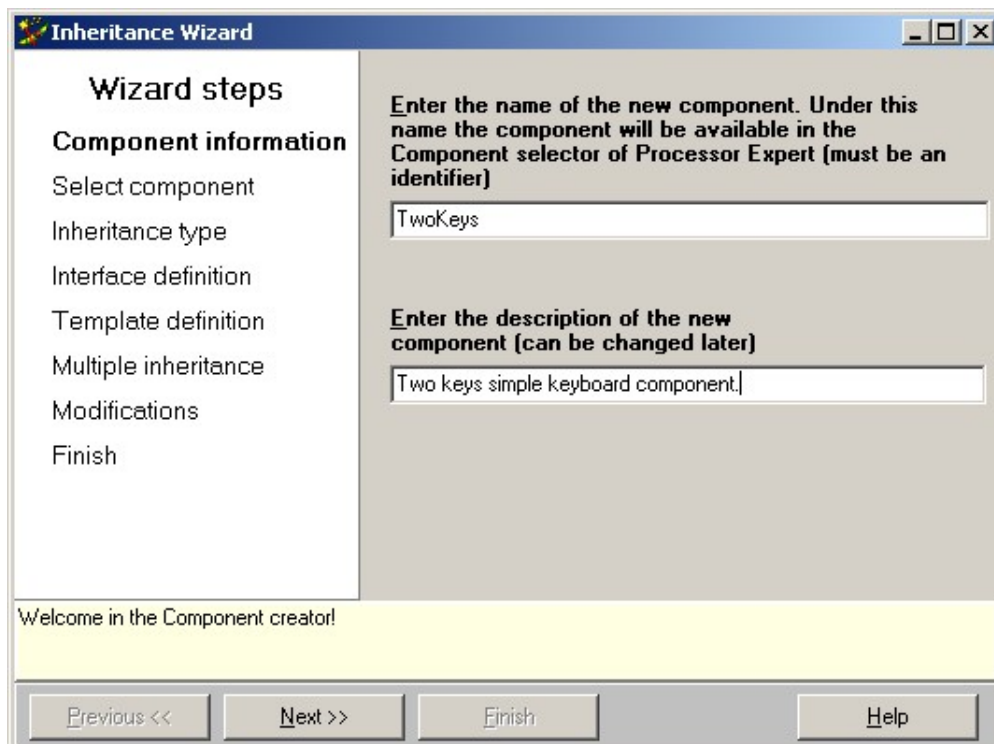 Inheritance Wizard
Wizard steps
Component information
Select component
Inheritance type
Interface definition
Template definition
Multiple inheritance
Modifications
Finish
Enter the name of the new component. Under this
name the component will be available in the
Component selector of Processor Expert (must be an
identifier)
TwoKeys
Enter the description of the new
component (can be changed later)
Two keys simple keyboard component.
Welcome in the Component creator!
Previous <<
Next >>
Finish
Help